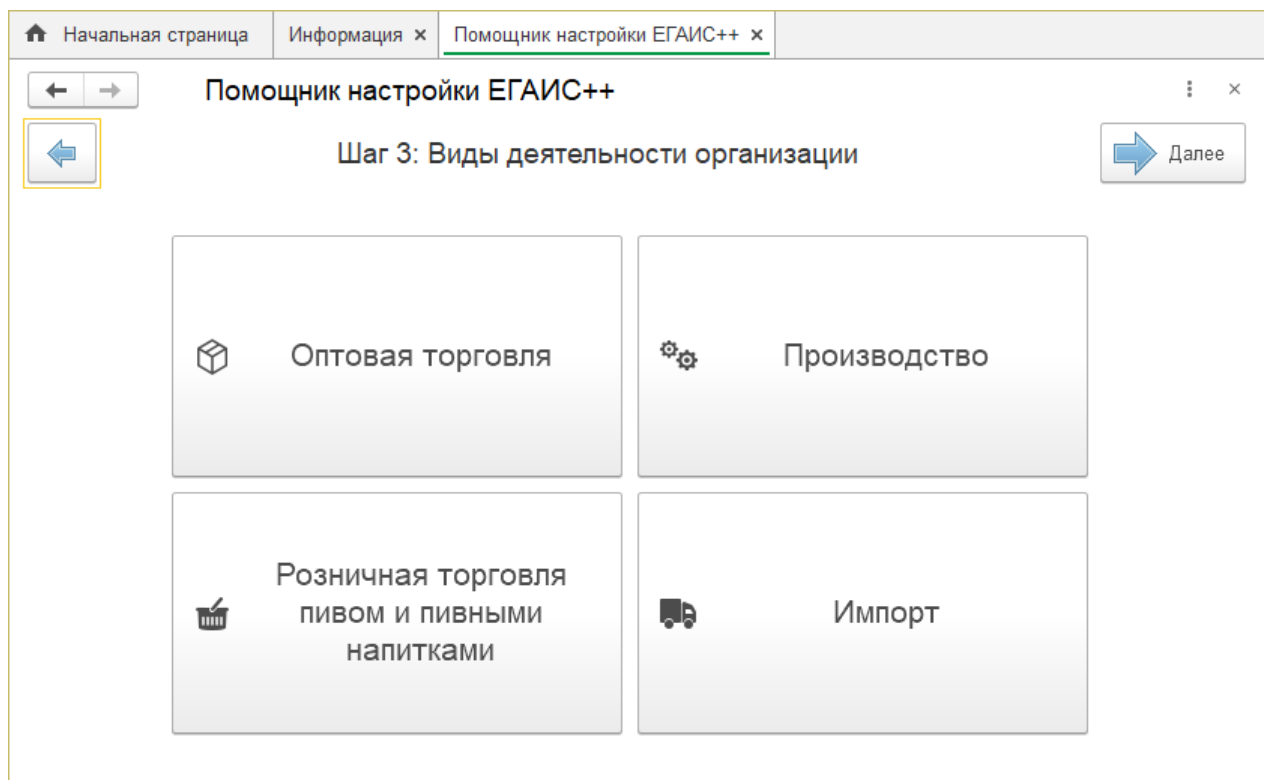 Начальная страница
Информация
Помощник настройки ЕГАИС++
Помощник настройки ЕГАИС++
Шаг 3: Виды деятельности организации
Далее
Оптовая торговля
Производство
Розничная торговля
пивом и пивными
напитками
Импорт